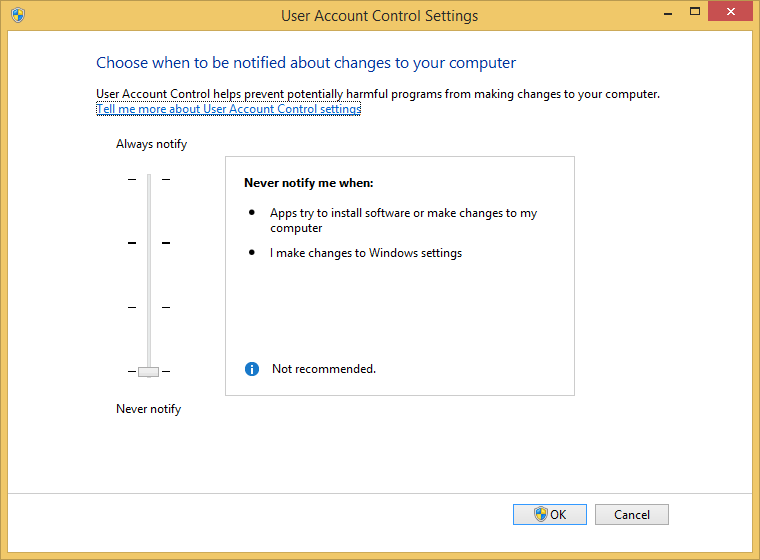 User Account Control Settings
Choose when to be notified about changes to your computer
User Account Control helps prevent potentially harmful programs from making changes to your computer.
Tell me more about User Account Control settings
Always notify
Never notify me when:
Apps try to install software or make changes to my
computer
I make changes to Windows settings
Not recommended.
Never notify
OK
Cancel